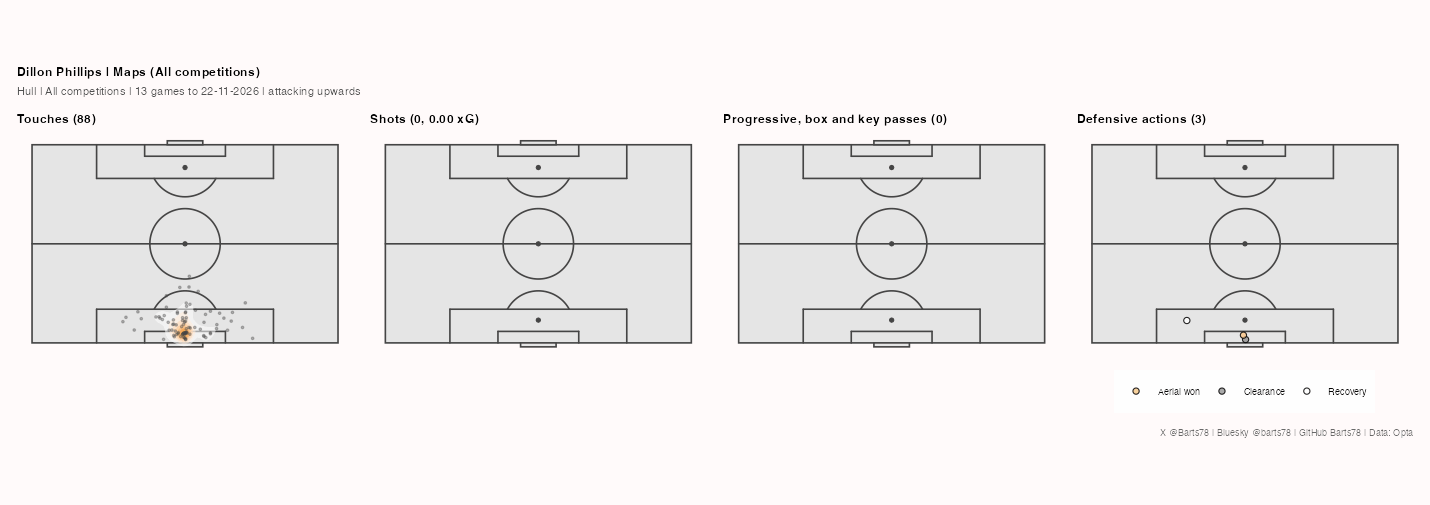 Dillon Phillips | Maps (All competitions)
Hull | All competitions | 13 games to 22-11-2026 | attacking upwards
Touches (88)
Shots (0, 0.00 xG)
Progressive, box and key passes (0)
Defensive actions (3)
Aerial won
Clearance
Recovery
X @Barts78 | Bluesky @barts78 | GitHub Barts78 | Data: Opta